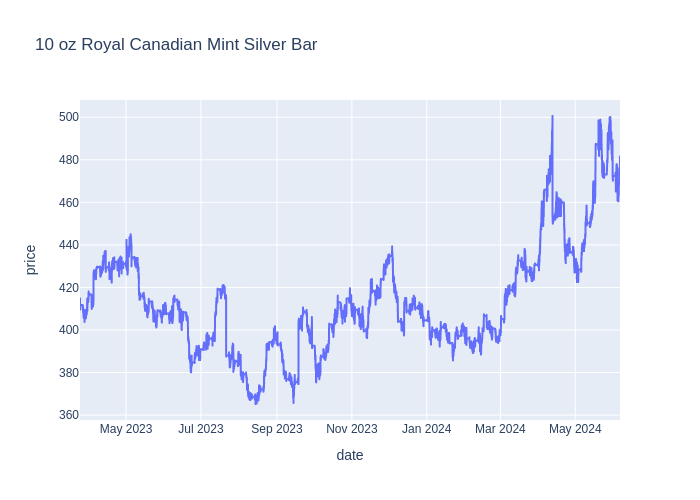 10 oz Royal Canadian Mint Silver Bar
500
480
460
440
420
400
380
360
price
May 2023 Jul 2023 Sep 2023 Nov 2023 Jan 2024 Mar 2024 May 2024
date